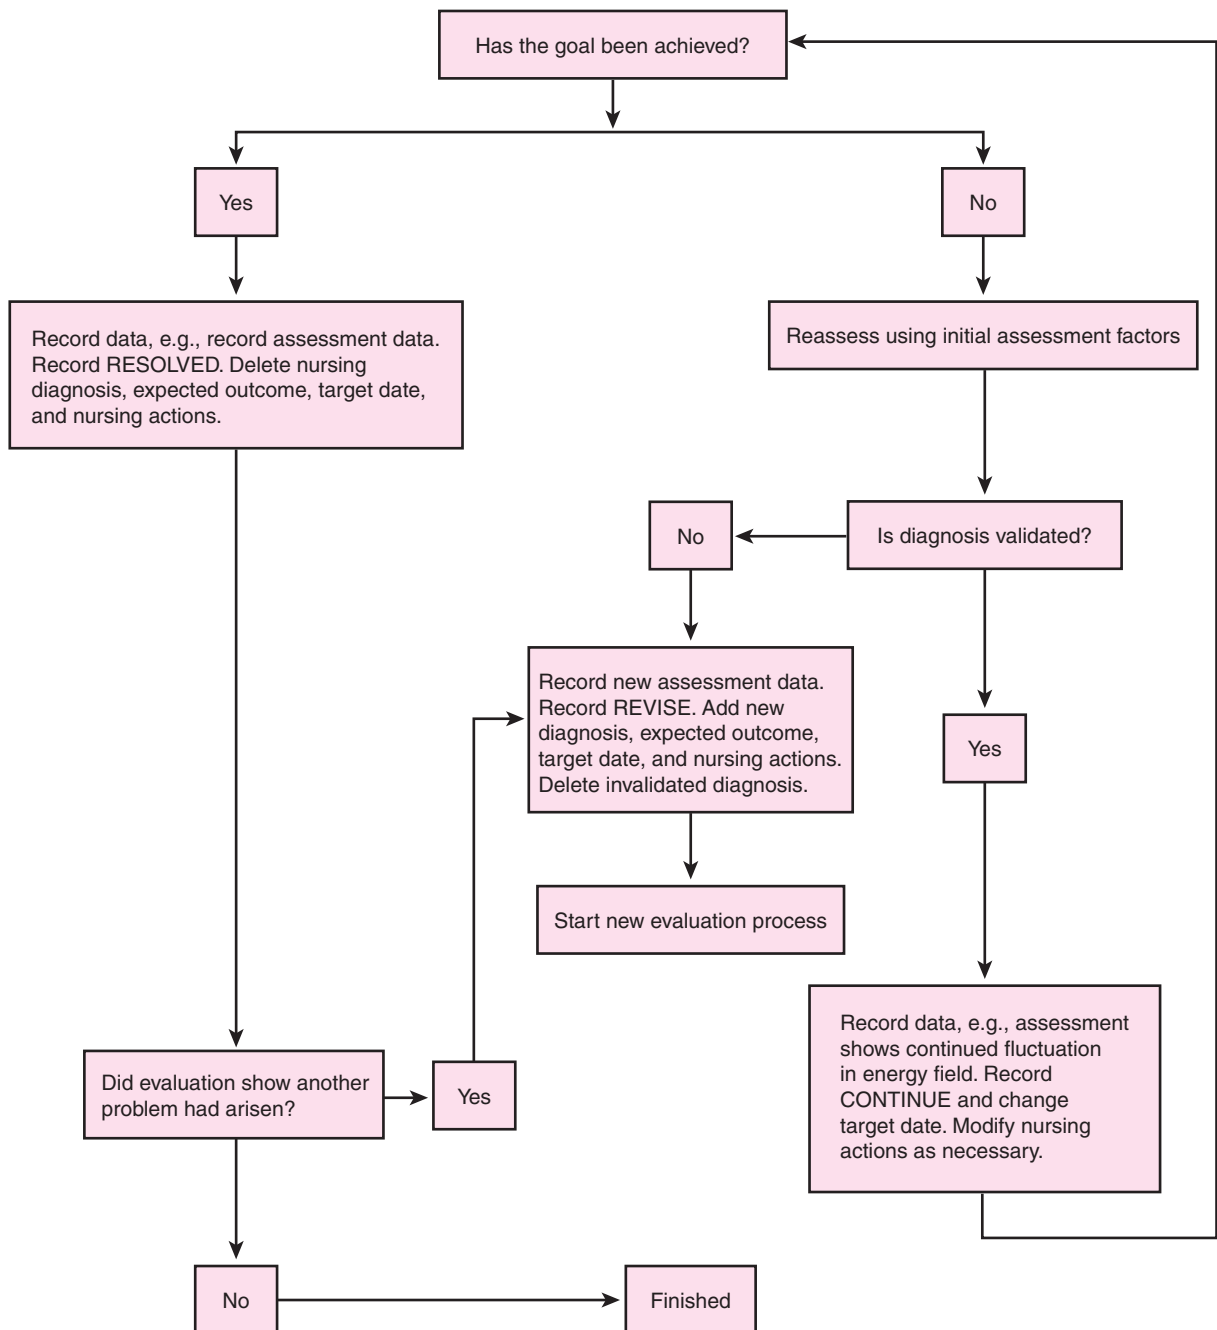 Has the goal been achieved?
Yes
No
Record data, e.g., record assessment data.
Record RESOLVED. Delete nursing
diagnosis, expected outcome, target date,
and nursing actions.
Reassess using initial assessment factors
No
Is diagnosis validated?
Record new assessment data.
Record REVISE. Add new
diagnosis, expected outcome,
target date, and nursing actions.
Delete invalidated diagnosis.
Yes
Start new evaluation process
Record data, e.g., assessment
shows continued fluctuation
in energy field. Record
CONTINUE and change
target date. Modify nursing
actions as necessary.
Did evaluation show another
problem had arisen?
Yes
No
Finished